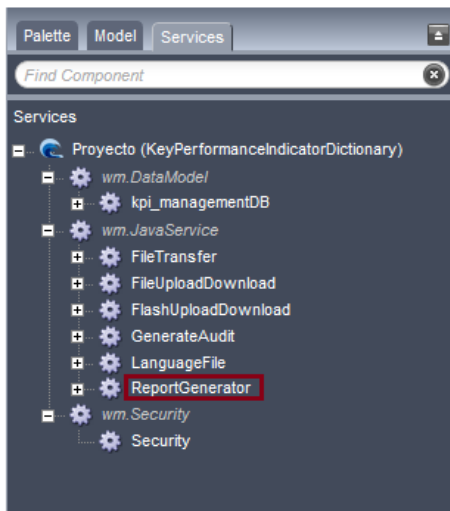 Palette Model Services
Find Component
Services
Proyecto (KeyPerformanceIndicatorDictionary)
wm.DataModel
kpi_managementDB
wm.JavaService
FileTransfer
FileUploadDownload
FlashUploadDownload
GenerateAudit
LanguageFile
ReportGenerator
wm.Security
Security